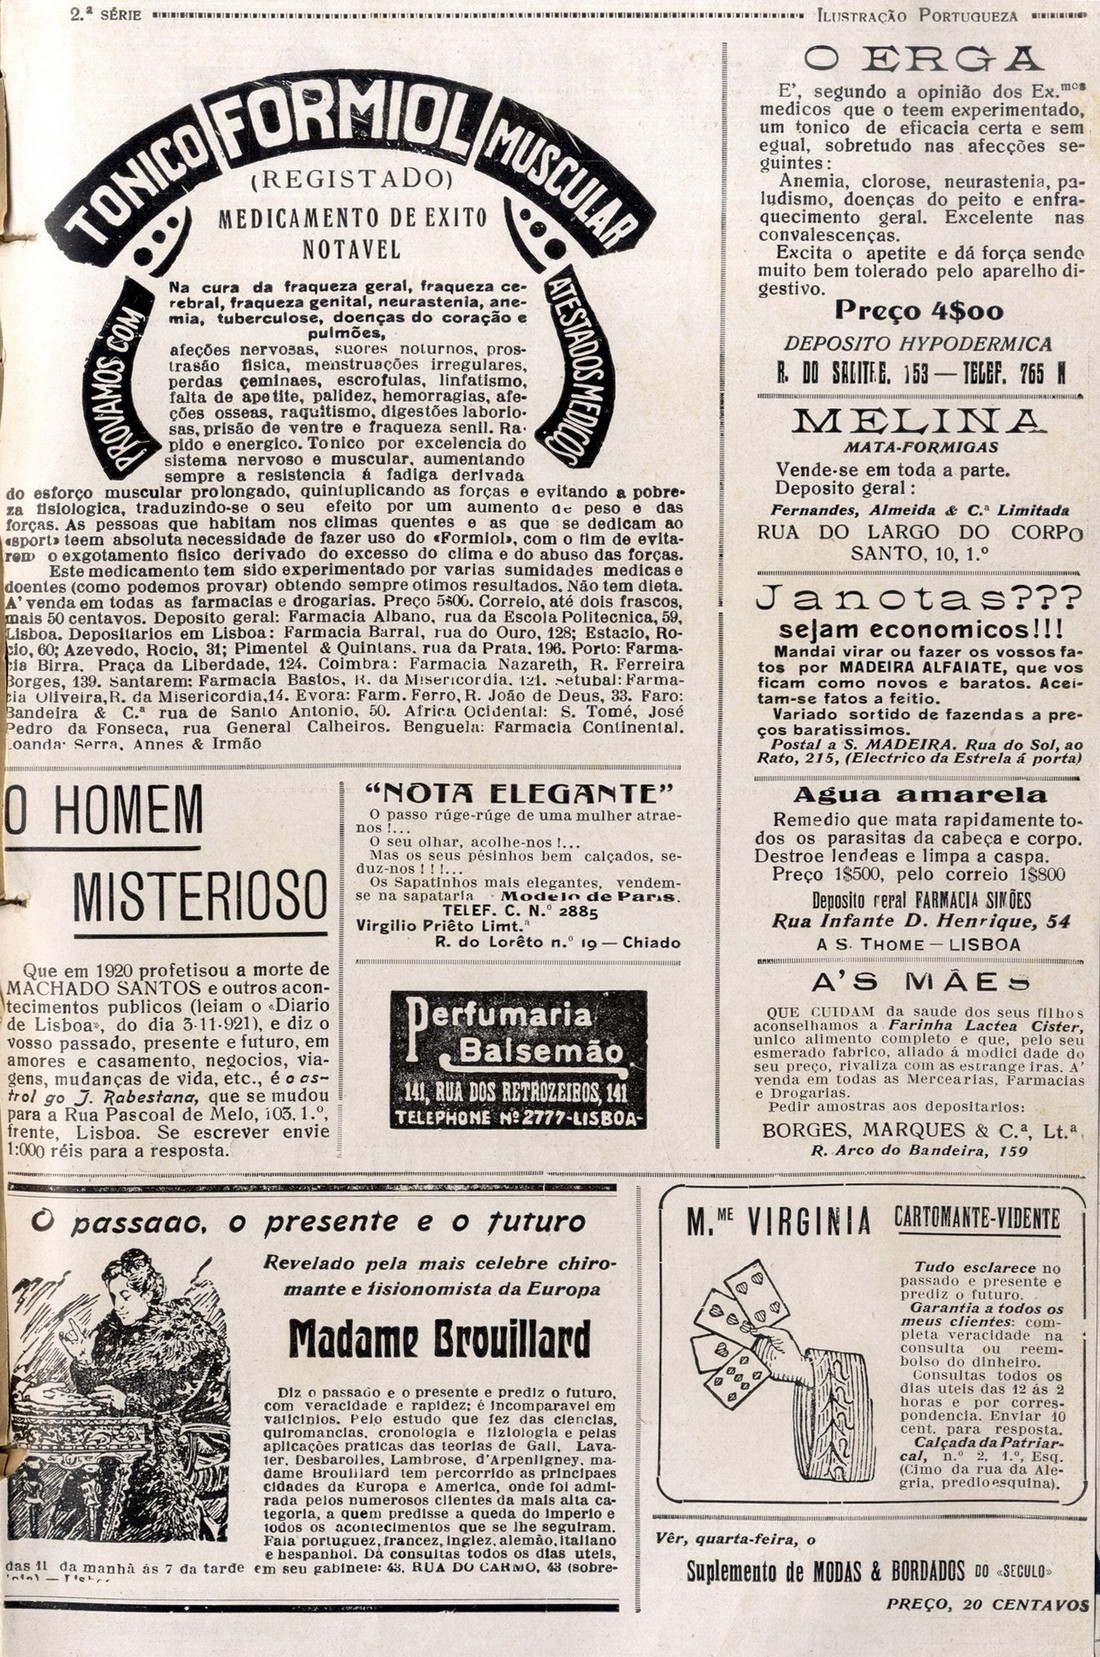 2.ª SÉRIE
ILUSTRAÇÃO PORTUGUEZA
TONICO FORMIOL MUSCULAR
(REGISTADO)
MEDICAMENTO DE EXITO
NOTAVEL
PROVAMOS COM
ATESTADOS MEDICOS
Na cura da fraqueza geral, fraqueza ce-
rebral, fraqueza genital, neurastenia, ane-
mia, tuberculose, doenças do coração e
pulmões,
afeções nervosas, suores noturnos, pros-
trasão fisica, menstruações irregulares,
perdas çeminaes, escrofulas, linfatismo,
falta de apetite, palidez, hemorragias, afe-
ções osseas, raquitismo, digestões laborio-
sas, prisão de ventre e fraqueza senil. Ra-
pido e energico. Tonico por excelencia do
sistema nervoso e muscular, aumentando
sempre a resistencia á fadiga derivada
do esforço muscular prolongado, quintuplicando as forças e evitando a pobre-
za fisiologica, traduzindo-se o seu efeito por um aumento de peso e das
forças. As pessoas que habitam nos climas quentes e as que se dedicam ao
«sport» teem absoluta necessidade de fazer uso do «Formiol», com o fim de evita-
rem o exgotamento fisico derivado do excesso do clima e do abuso das forças.
Este medicamento tem sido experimentado por varias sumidades medicas e
doentes (como podemos provar) obtendo sempre otimos resultados. Não tem dieta.
A' venda em todas as farmacias e drogarias. Preço 5$00. Correio, até dois frascos,
mais 50 centavos. Deposito geral: Farmacia Albano, rua da Escola Politecnica, 59,
Lisboa. Depositarios em Lisboa: Farmacia Barral, rua do Ouro, 128; Estacio, Ro-
cio, 60; Azevedo, Rocio, 31; Pimentel & Quintans. rua da Prata. 196. Porto: Farma-
cia Birra. Praça da Liberdade, 124. Coimbra: Farmacia Nazareth, R. Ferreira
Borges, 139. Santarem: Farmacia Bastos, R. da Misericordia. 121. Setubal: Farma-
cia Oliveira, R. da Misericordia, 14. Evora: Farm. Ferro, R. João de Deus, 33. Faro:
Bandeira & C.ª rua de Santo Antonio, 50. Africa Ocidental: S. Tomé, José
Pedro da Fonseca, rua General Calheiros. Benguela: Farmacia Continental.
Loanda: Serra, Annes & Irmão
O HOMEM
MISTERIOSO
Que em 1920 profetisou a morte de
MACHADO SANTOS e outros acon-
tecimentos publicos (leiam o «Diario
de Lisboa», do dia 3-11-921), e diz o
vosso passado, presente e futuro, em
amores e casamento, negocios, via-
gens, mudanças de vida, etc., é o as-
trol go J. Rabestana, que se mudou
para a Rua Pascoal de Melo, 103. 1.º,
frente, Lisboa. Se escrever envie
1:000 réis para a resposta.
“NOTA ELEGANTE”
O passo rúge-rúge de uma mulher atrae-
nos !...
O seu olhar, acolhe-nos !...
Mas os seus pésinhos bem calçados, se-
duz-nos ! ! !...
Os Sapatinhos mais elegantes, vendem-
se na sapataria - Modelo de Paris.
TELEF. C. N.º 2885
Virgilio Priêto Limt.ª
R. do Lorêto n.º 19 — Chiado
Perfumaria
Balsemão
141, RUA DOS RETROZEIROS, 141
TELEPHONE Nº 2777-LISBOA-
O ERGA
E', segundo a opinião dos Ex.mos
medicos que o teem experimentado,
um tonico de eficacia certa e sem
egual, sobretudo nas afecções se-
guintes:
Anemia, clorose, neurastenia, pa-
ludismo, doenças do peito e enfra-
quecimento geral. Excelente nas
convalescenças.
Excita o apetite e dá força sendo
muito bem tolerado pelo aparelho di-
gestivo.
Preço 4$00
DEPOSITO HYPODERMICA
R. DO SALITRE. 153 — TELEF. 765 N
MELINA
MATA-FORMIGAS
Vende-se em toda a parte.
Deposito geral:
Fernandes, Almeida & C.ª Limitada
RUA DO LARGO DO CORPO
SANTO, 10, 1.º
Janotas???
sejam economicos!!!
Mandai virar ou fazer os vossos fa-
tos por MADEIRA ALFAIATE, que vos
ficam como novos e baratos. Acei-
tam-se fatos a feitio.
Variado sortido de fazendas a pre-
ços baratissimos.
Postal a S. MADEIRA. Rua do Sol, ao
Rato, 215, (Electrico da Estrela á porta)
Agua amarela
Remedio que mata rapidamente to-
dos os parasitas da cabeça e corpo.
Destroe lendeas e limpa a caspa.
Preço 1$500, pelo correio 1$800
Deposito geral FARMACIA SIMÕES
Rua Infante D. Henrique, 54
A S. THOME — LISBOA
A'S MÃES
QUE CUIDAM da saude dos seus filhos
aconselhamos a Farinha Lactea Cister,
unico alimento completo e que, pelo seu
esmerado fabrico, aliado á modici dade do
seu preço, rivaliza com as estrange iras. A'
venda em todas as Mercearias, Farmacias
e Drogarias.
Pedir amostras aos depositarios:
BORGES, MARQUES & C.ª, Lt.ª,
R. Arco do Bandeira, 159
O passado, o presente e o futuro
Revelado pela mais celebre chiro-
mante e fisionomista da Europa
Madame Brouillard
Diz o passado e o presente e prediz o futuro,
com veracidade e rapidez; é incomparavel em
vaticinios. Pelo estudo que fez das ciencias,
quiromancias, cronologia e fiziologia e pelas
aplicações praticas das teorias de Gall, Lava-
ter, Desbarolles, Lambrose, d'Arpenligney, ma-
dame Brouillard tem percorrido as principaes
cidades da Europa e America, onde foi admi-
rada pelos numerosos clientes da mais alta ca-
tegoria, a quem predisse a queda do imperio e
todos os acontecimentos que se lhe seguiram.
Fala portuguez, francez, inglez, alemão, italiano
e hespanhol. Dá consultas todos os dias uteis,
das 11 da manhã ás 7 da tarde em seu gabinete: 43, RUA DO CARMO, 43 (sobre-
M.ME VIRGINIA CARTOMANTE-VIDENTE
Tudo esclarece no
passado e presente e
prediz o futuro.
Garantia a todos os
meus clientes: com-
pleta veracidade na
consulta ou reem-
bolso do dinheiro.
Consultas todos os
dias uteis das 12 ás 2
horas e por corres-
pondencia. Enviar 10
cent. para resposta.
Calçada da Patriar-
cal, n.º 2, 1.º, Esq.
(Cimo da rua da Ale-
gria, predio esquina).
Vêr, quarta-feira, o
Suplemento de MODAS & BORDADOS DO «SECULO»
PREÇO, 20 CENTAVOS